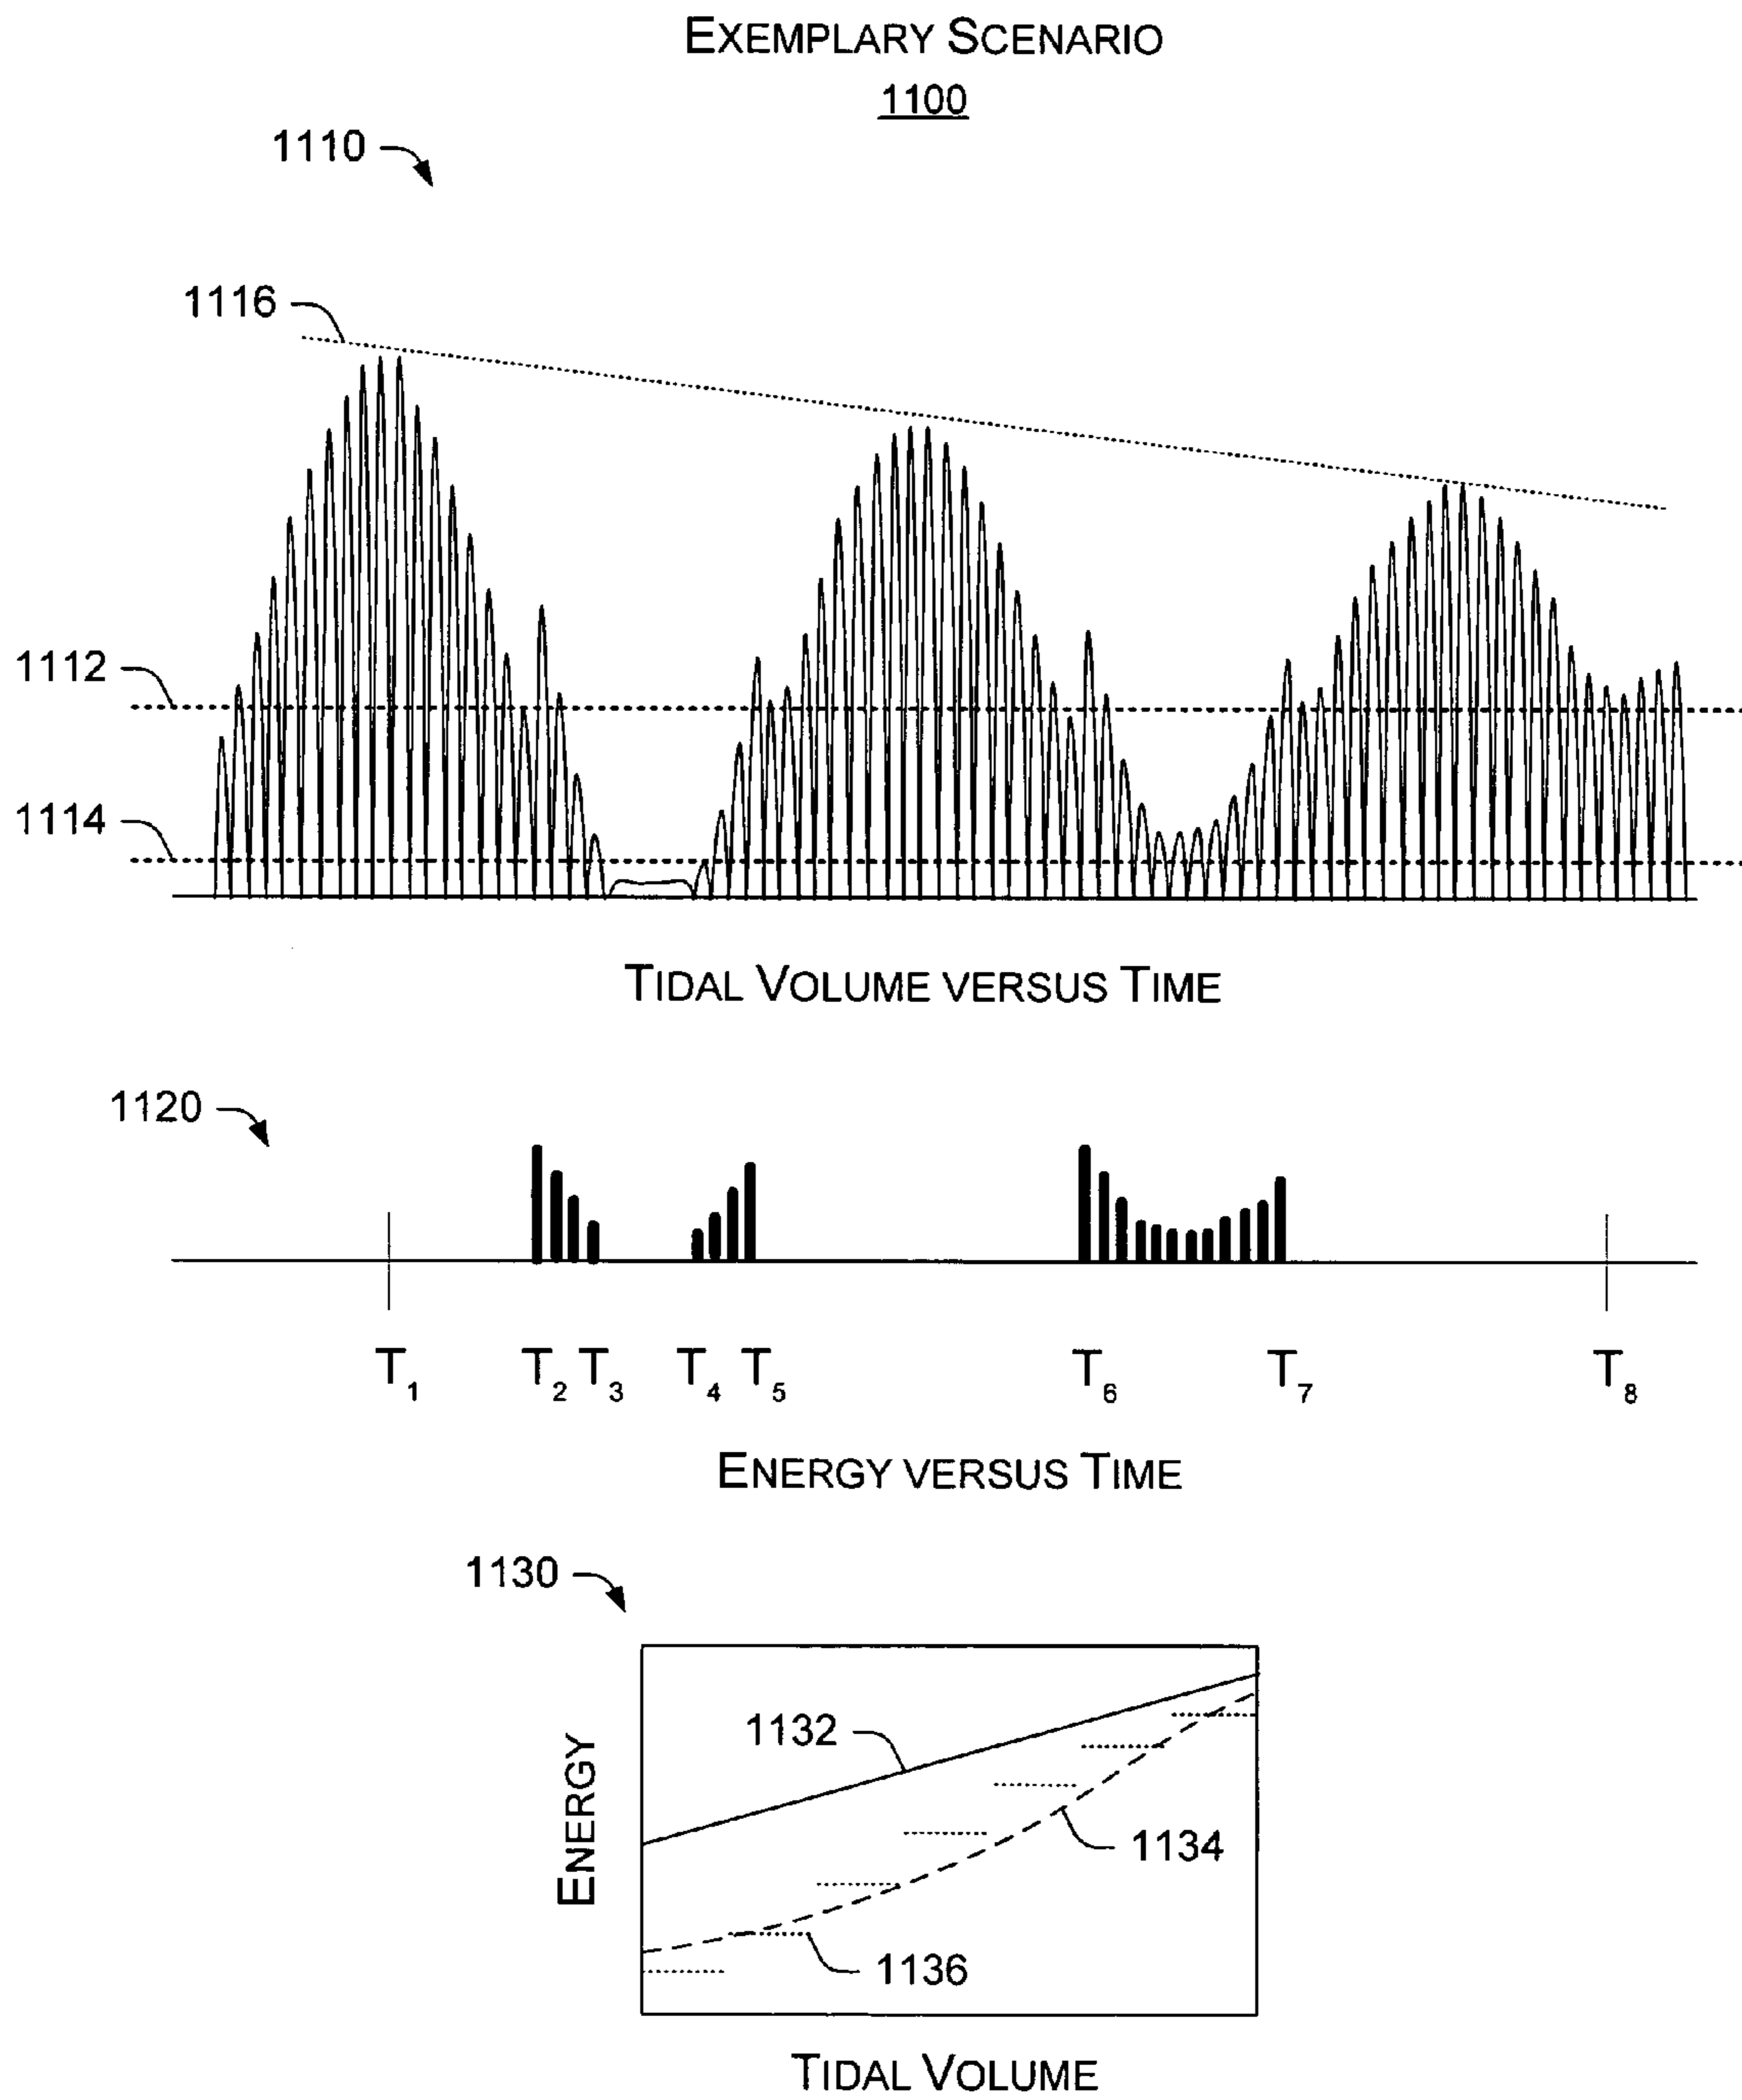 EXEMPLARY SCENARIO
1100
1110
1116
1112
1114
TIDAL VOLUME VERSUS TIME
1120
T1 T2 T3 T4 T5 T6 T7 T8
ENERGY VERSUS TIME
1130
1132
ENERGY
1134
1136
TIDAL VOLUME